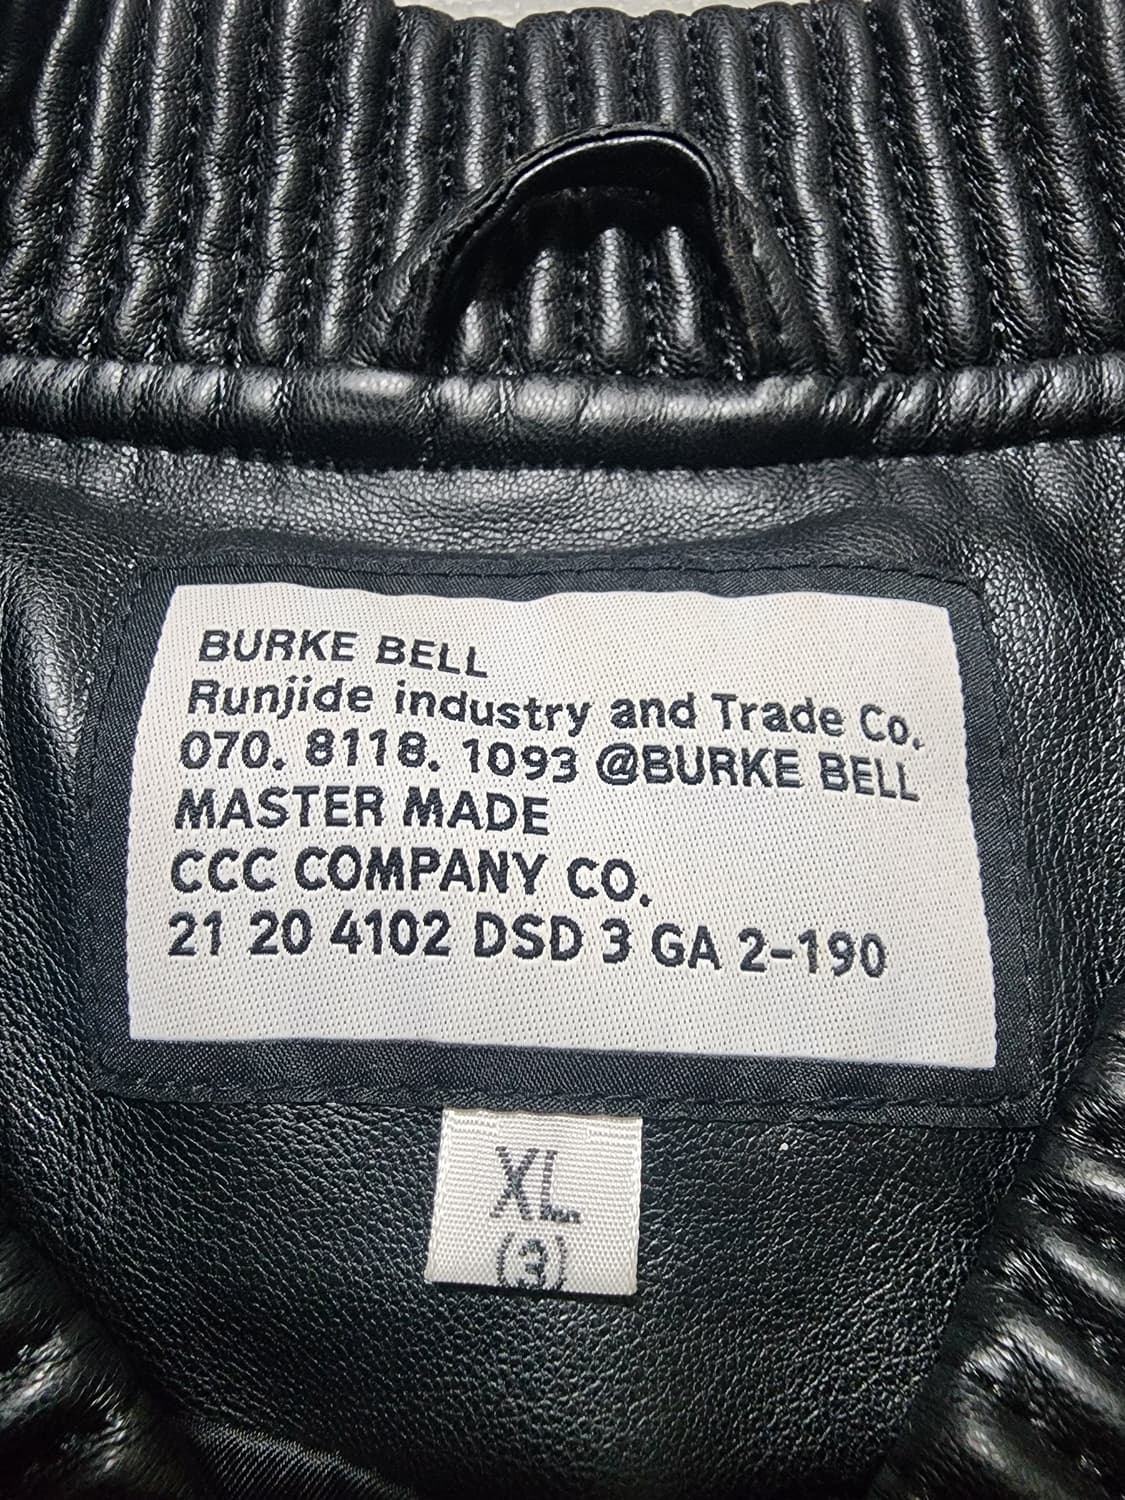 BURKE BELL
Runjide industry and Trade Co.
070. 8118. 1093 @BURKE BELL
MASTER MADE
CCC COMPANY CO.
21 20 4102 DSD 3 GA 2-190
XL
(3)